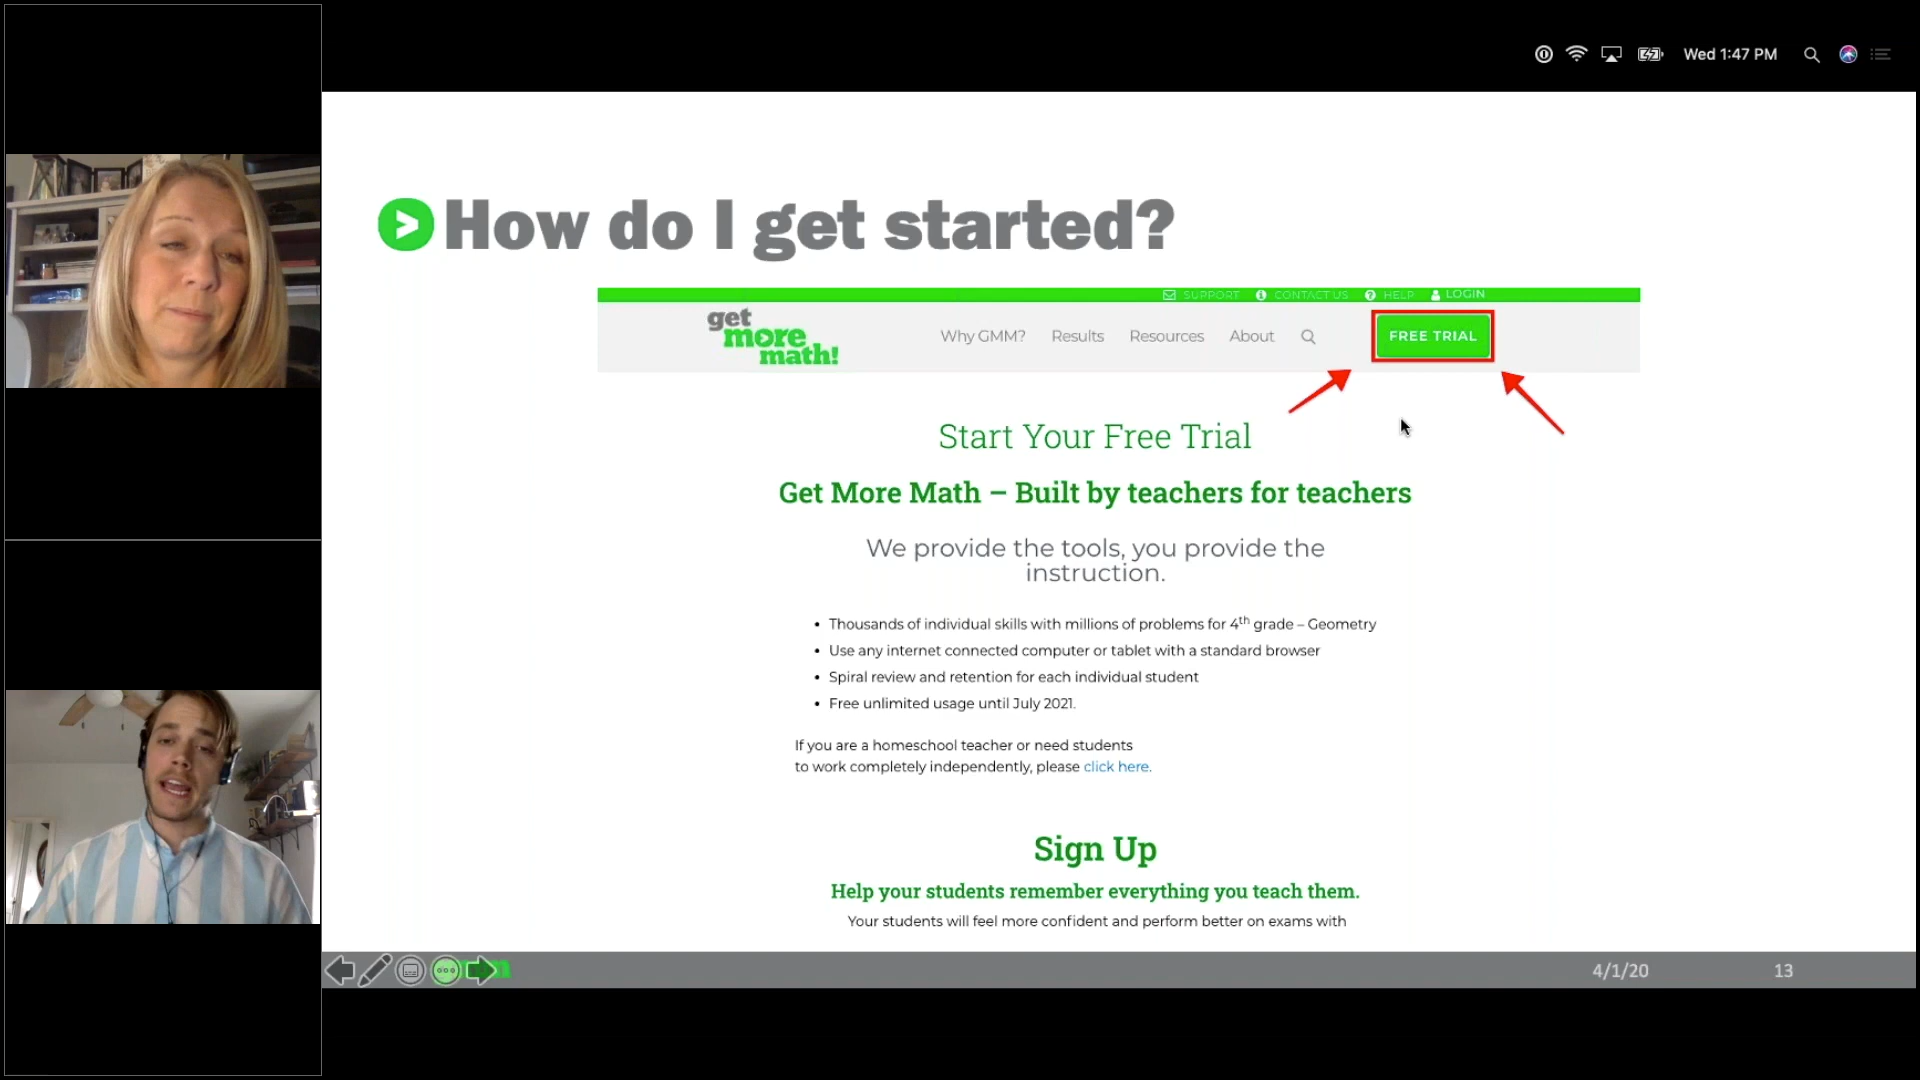 Wed 1:47 PM
How do I get started?
SUPPORT CONTACT US HELP LOGIN
get
more
math!
Why GMM? Results Resources About
FREE TRIAL
Start Your Free Trial
Get More Math – Built by teachers for teachers
We provide the tools, you provide the
instruction.
• Thousands of individual skills with millions of problems for 4th grade – Geometry
• Use any internet connected computer or tablet with a standard browser
• Spiral review and retention for each individual student
• Free unlimited usage until July 2021.
If you are a homeschool teacher or need students
to work completely independently, please click here.
Sign Up
Help your students remember everything you teach them.
Your students will feel more confident and perform better on exams with
4/1/20 13